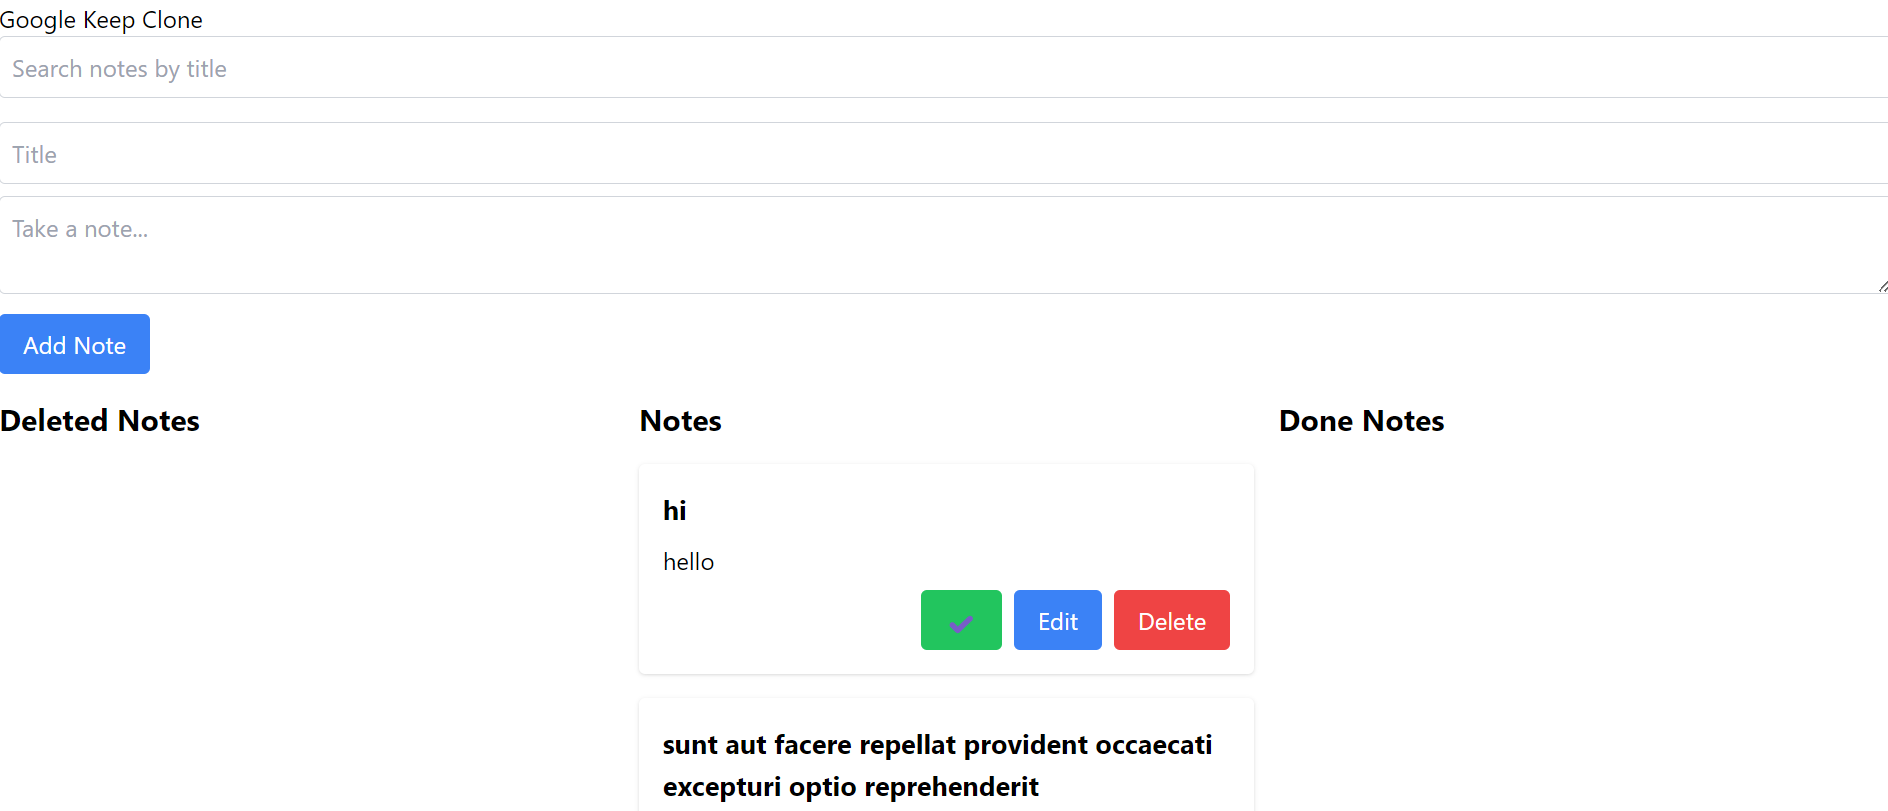 Google Keep Clone
Search notes by title
Title
Take a note...
Add Note
Deleted Notes
Notes
Done Notes
hi
hello
Edit
Delete
sunt aut facere repellat provident occaecati
excepturi optio reprehenderit